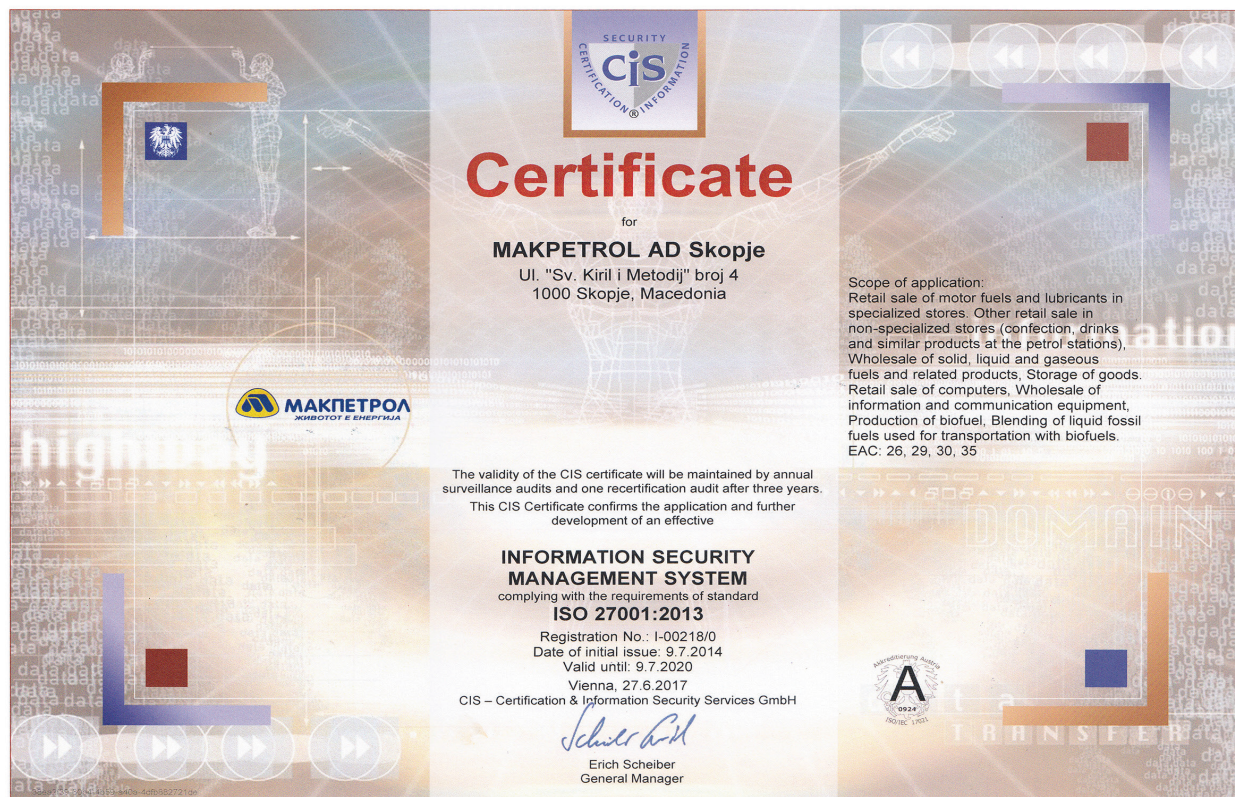 SECURITY
CERTIFICATION
INFORMATION
CIS
®
Certificate
for
MAKPETROL AD Skopje
Ul. "Sv. Kiril i Metodij" broj 4
1000 Skopje, Macedonia
Scope of application:
Retail sale of motor fuels and lubricants in
specialized stores. Other retail sale in
non-specialized stores (confection, drinks
and similar products at the petrol stations),
Wholesale of solid, liquid and gaseous
fuels and related products, Storage of goods.
Retail sale of computers, Wholesale of
information and communication equipment,
Production of biofuel, Blending of liquid fossil
fuels used for transportation with biofuels.
EAC: 26, 29, 30, 35
МАКПЕТРОЛ
ЖИВОТОТ Е ЕНЕРГИЈА
highway
information
The validity of the CIS certificate will be maintained by annual
surveillance audits and one recertification audit after three years.
This CIS Certificate confirms the application and further
development of an effective
DOMAIN
INFORMATION SECURITY
MANAGEMENT SYSTEM
complying with the requirements of standard
ISO 27001:2013
Registration No.: I-00218/0
Date of initial issue: 9.7.2014
Valid until: 9.7.2020
Vienna, 27.6.2017
CIS – Certification & Information Security Services GmbH
Erich Scheiber
General Manager
Akkreditierung Austria
A
0924
ISO/IEC 17021
TRANSFER